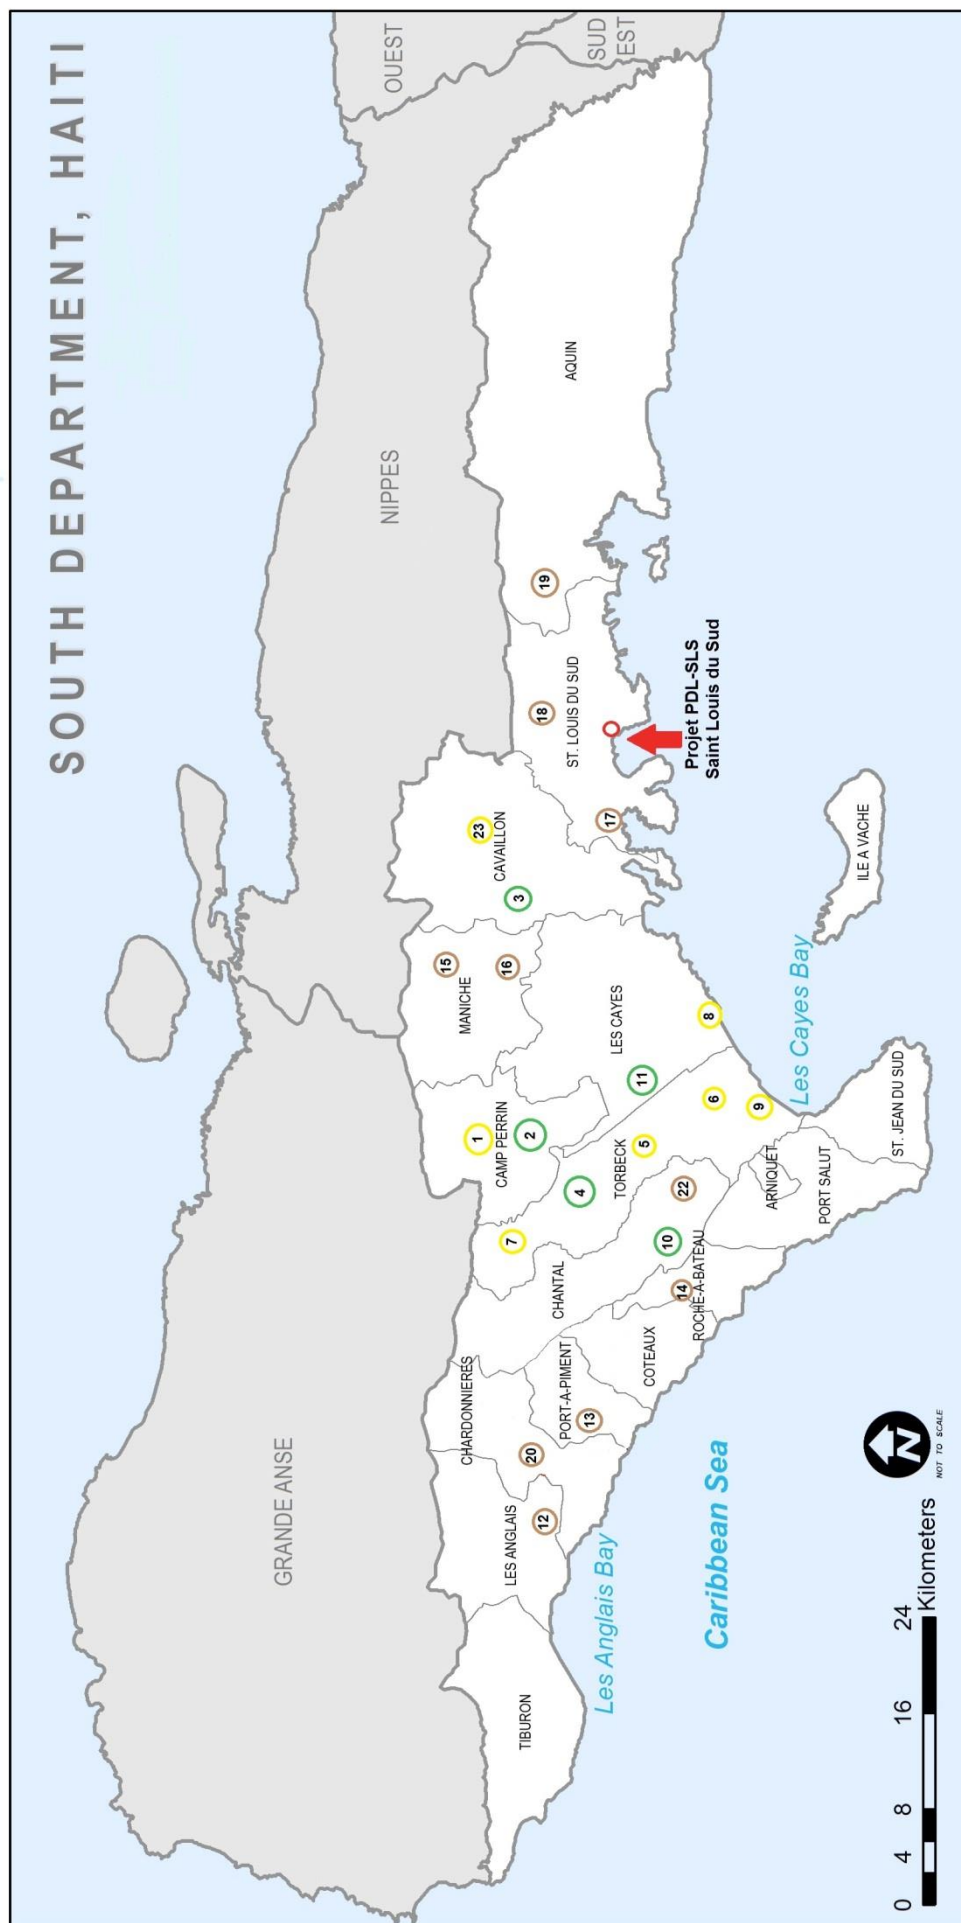 SOUTH DEPARTMENT, HAITI
OUEST
SUD
EST
NIPPES
GRANDE ANSE
AQUIN
19
18
ST. LOUIS DU SUD
17
Projet PDL-SLS
Saint Louis du Sud
23
CAVAILLON
3
15
MANICHE
16
LES CAYES
8
11
1
CAMP PERRIN
2
6
9
5
TORBECK
4
22
7
10
CHANTAL
14
ROCHE-A-BATEAU
ARNIQUET
PORT SALUT
ST. JEAN DU SUD
ILE A VACHE
Les Cayes Bay
COTEAUX
PORT-A-PIMENT
13
CHARDONNIERES
20
12
LES ANGLAIS
TIBURON
Les Anglais Bay
Caribbean Sea
N
NOT TO SCALE
0 4 8 16 24
Kilometers